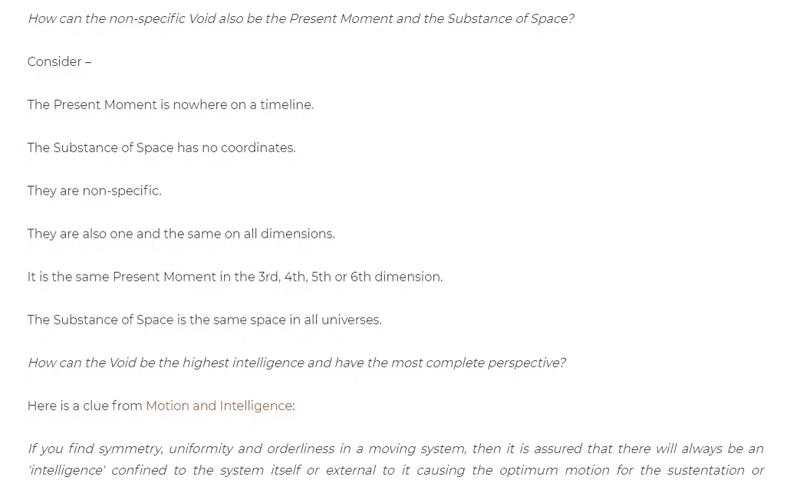 How can the non-specific Void also be the Present Moment and the Substance of Space?
Consider –
The Present Moment is nowhere on a timeline.
The Substance of Space has no coordinates.
They are non-specific.
They are also one and the same on all dimensions.
It is the same Present Moment in the 3rd, 4th, 5th or 6th dimension.
The Substance of Space is the same space in all universes.
How can the Void be the highest intelligence and have the most complete perspective?
Here is a clue from Motion and Intelligence:
If you find symmetry, uniformity and orderliness in a moving system, then it is assured that there will always be an
'intelligence' confined to the system itself or external to it causing the optimum motion for the sustentation or